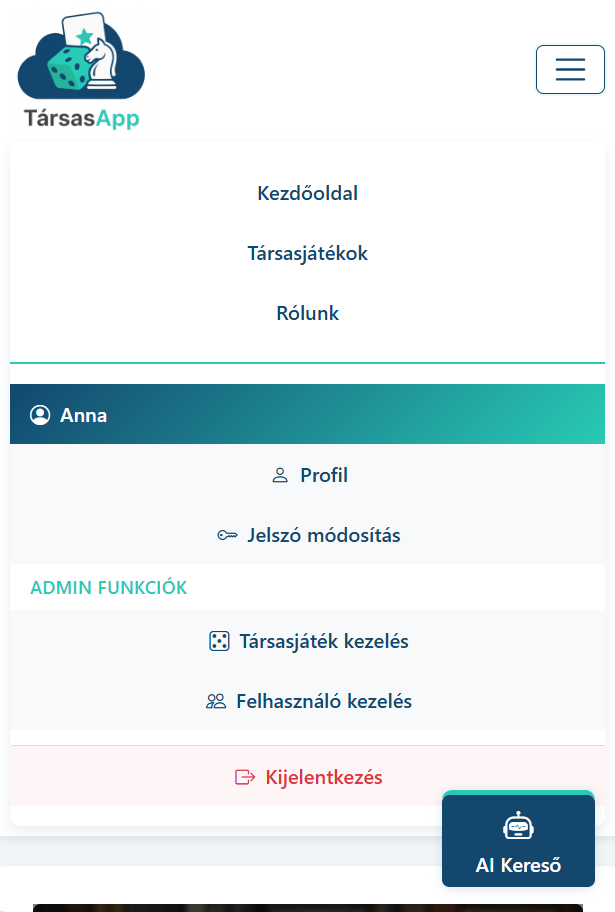 TársasApp
Kezdőoldal
Társasjátékok
Rólunk
Anna
Profil
Jelszó módosítás
ADMIN FUNKCIÓK
Társasjáték kezelés
Felhasználó kezelés
Kijelentkezés
AI Kereső